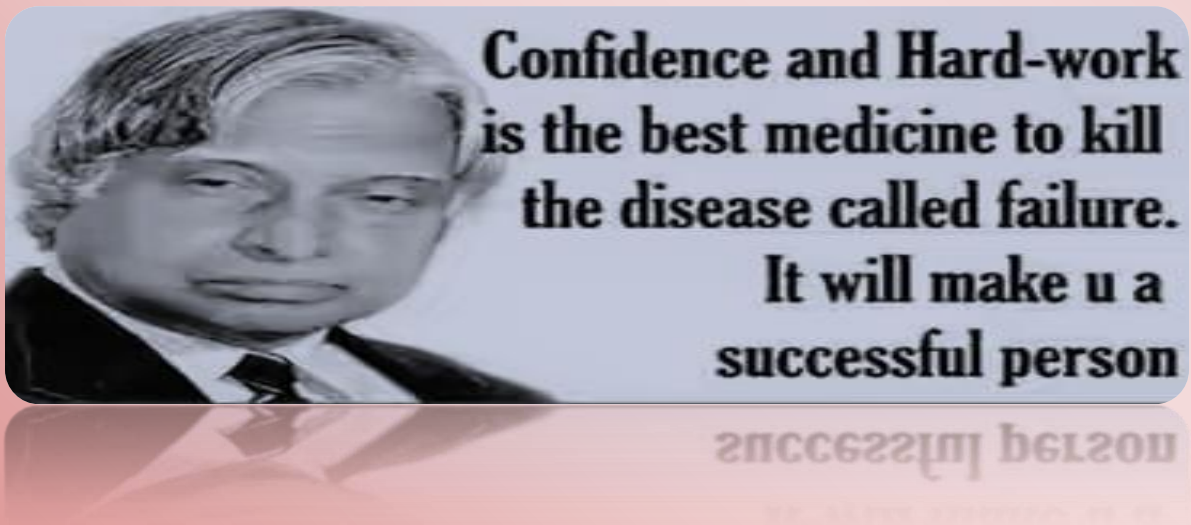 Confidence and Hard-work
is the best medicine to kill
the disease called failure.
It will make u a
successful person